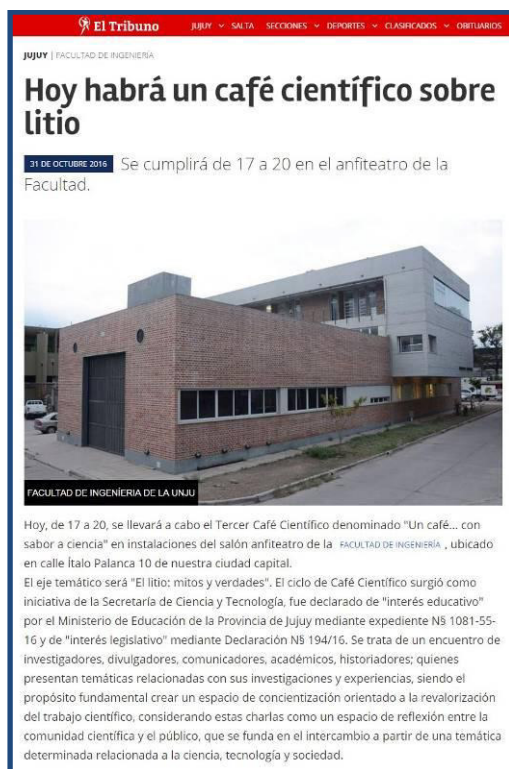 El Tribuno JUJUY SALTA SECCIONES DEPORTES CLASIFICADOS OBITUARIOS
JUJUY | FACULTAD DE INGENIERÍA
Hoy habrá un café científico sobre
litio
31 DE OCTUBRE 2016 Se cumplirá de 17 a 20 en el anfiteatro de la
Facultad.
FACULTAD DE INGENÍERIA DE LA UNJU
Hoy, de 17 a 20, se llevará a cabo el Tercer Café Científico denominado "Un café... con
sabor a ciencia" en instalaciones del salón anfiteatro de la FACULTAD DE INGENIERÍA , ubicado
en calle Ítalo Palanca 10 de nuestra ciudad capital.
El eje temático será "El litio: mitos y verdades". El ciclo de Café Científico surgió como
iniciativa de la Secretaría de Ciencia y Tecnología, fue declarado de "interés educativo"
por el Ministerio de Educación de la Provincia de Jujuy mediante expediente N§ 1081-55-
16 y de "interés legislativo" mediante Declaración N§ 194/16. Se trata de un encuentro de
investigadores, divulgadores, comunicadores, académicos, historiadores; quienes
presentan temáticas relacionadas con sus investigaciones y experiencias, siendo el
propósito fundamental crear un espacio de concientización orientado a la revalorización
del trabajo científico, considerando estas charlas como un espacio de reflexión entre la
comunidad científica y el público, que se funda en el intercambio a partir de una temática
determinada relacionada a la ciencia, tecnología y sociedad.